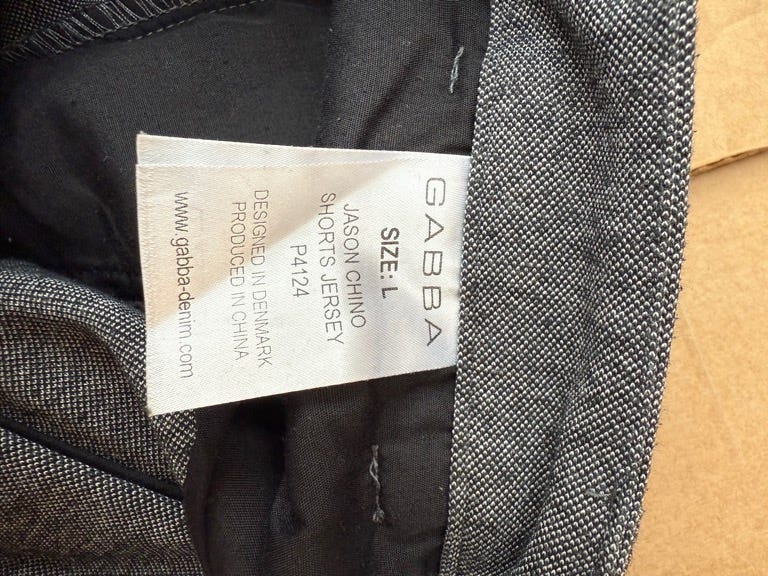 GABBA
SIZE: L
JASON CHINO
SHORTS JERSEY
P4124
DESIGNED IN DENMARK
PRODUCED IN CHINA
www.gabba-denim.com